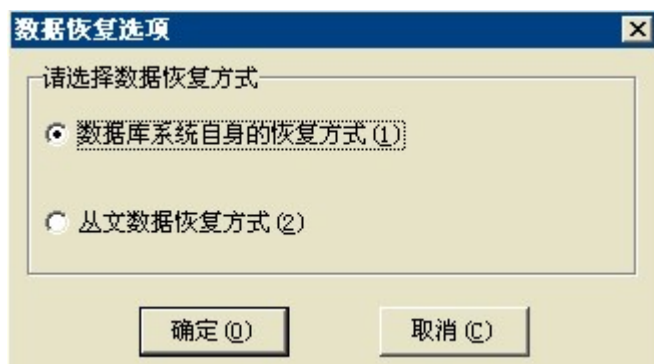 数据恢复选项
请选择数据恢复方式
数据库系统自身的恢复方式(1)
丛文数据恢复方式(2)
确定(O)
取消(C)